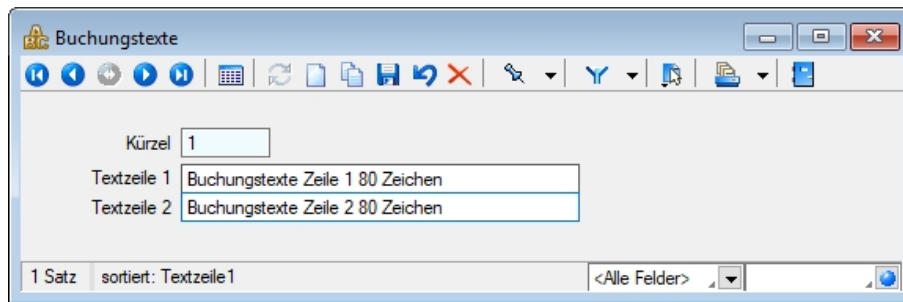 Buchungstexte
Kürzel 1
Textzeile 1 Buchungstexte Zeile 1 80 Zeichen
Textzeile 2 Buchungstexte Zeile 2 80 Zeichen
1 Satz sortiert: Textzeile1 <Alle Felder>